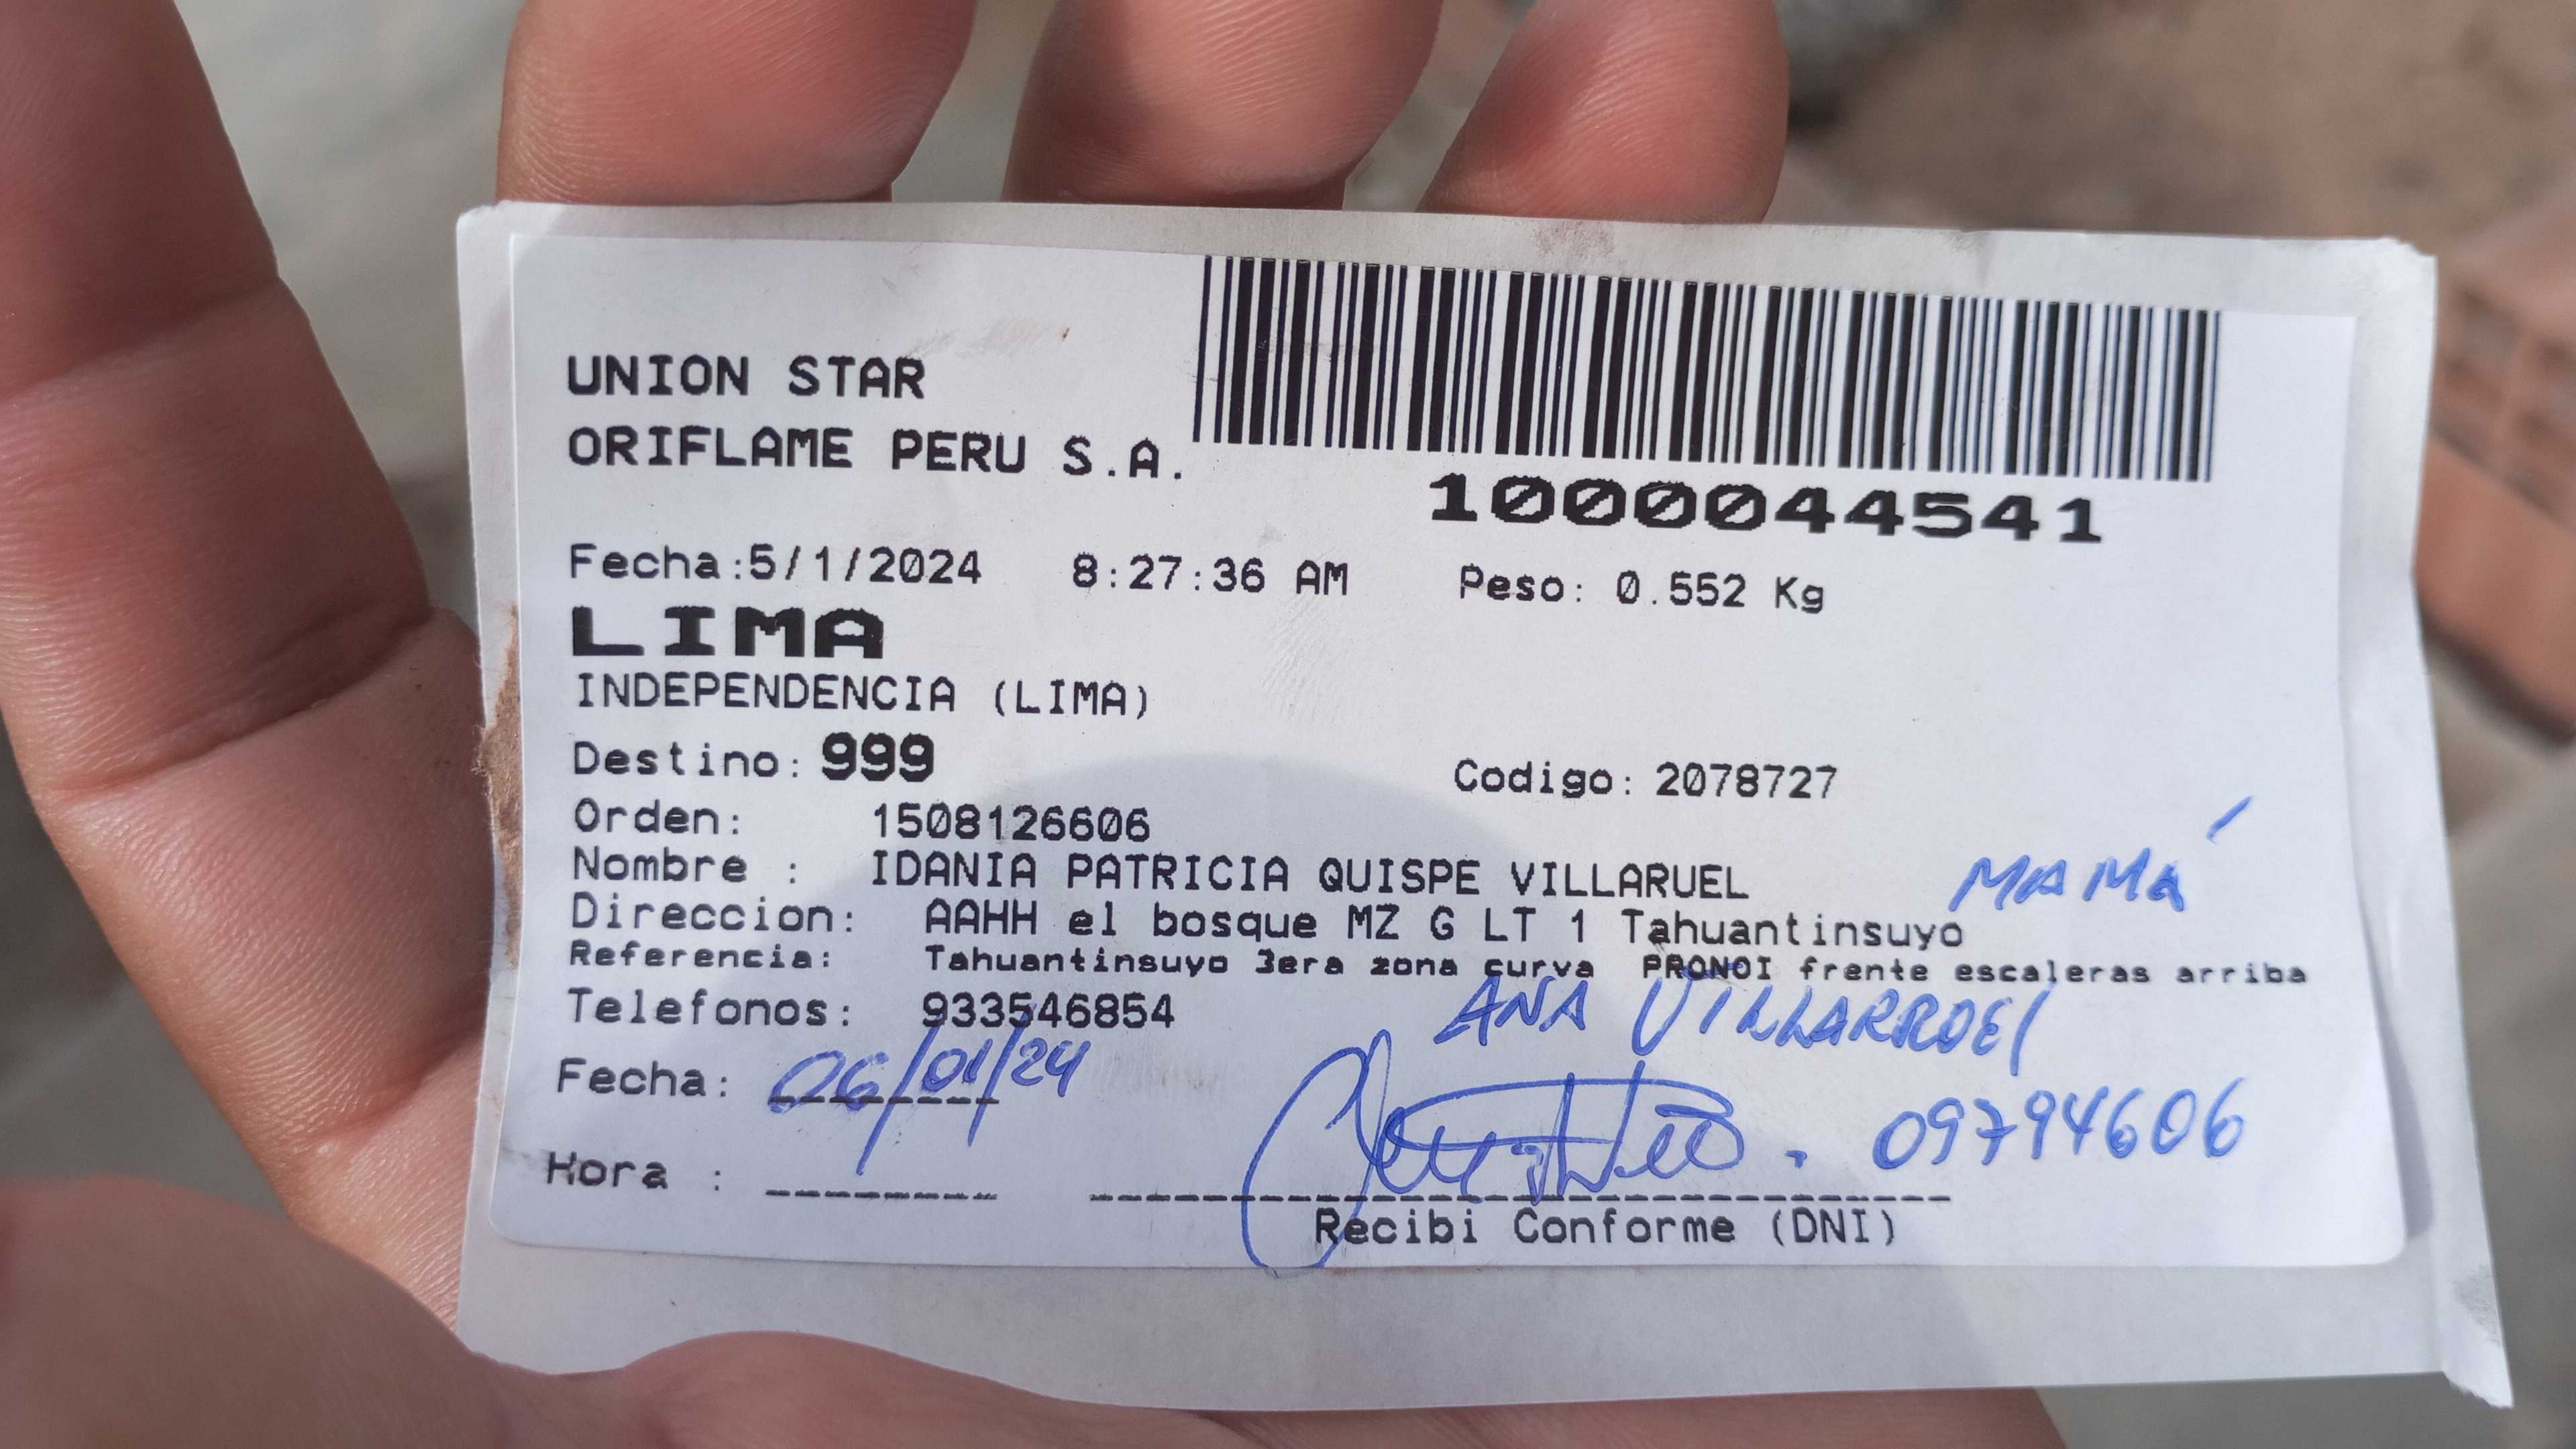 UNION STAR
ORIFLAME PERU S.A.
1000044541
Fecha:5/1/2024 8:27:36 AM Peso: 0.552 Kg
LIMA
INDEPENDENCIA (LIMA)
Destino: 999 Codigo: 2078727
Orden: 1508126606
Nombre : IDANIA PATRICIA QUISPE VILLARUEL MAMÁ
Direccion: AAHH el bosque MZ G LT 1 Tahuantinsuyo
Referencia: Tahuantinsuyo 3era zona curva PRONOI frente escaleras arriba
Telefonos: 933546854 ANA VILLARROEl
Fecha: 06/01/24
09794606
Hora :
Recibi Conforme (DNI)